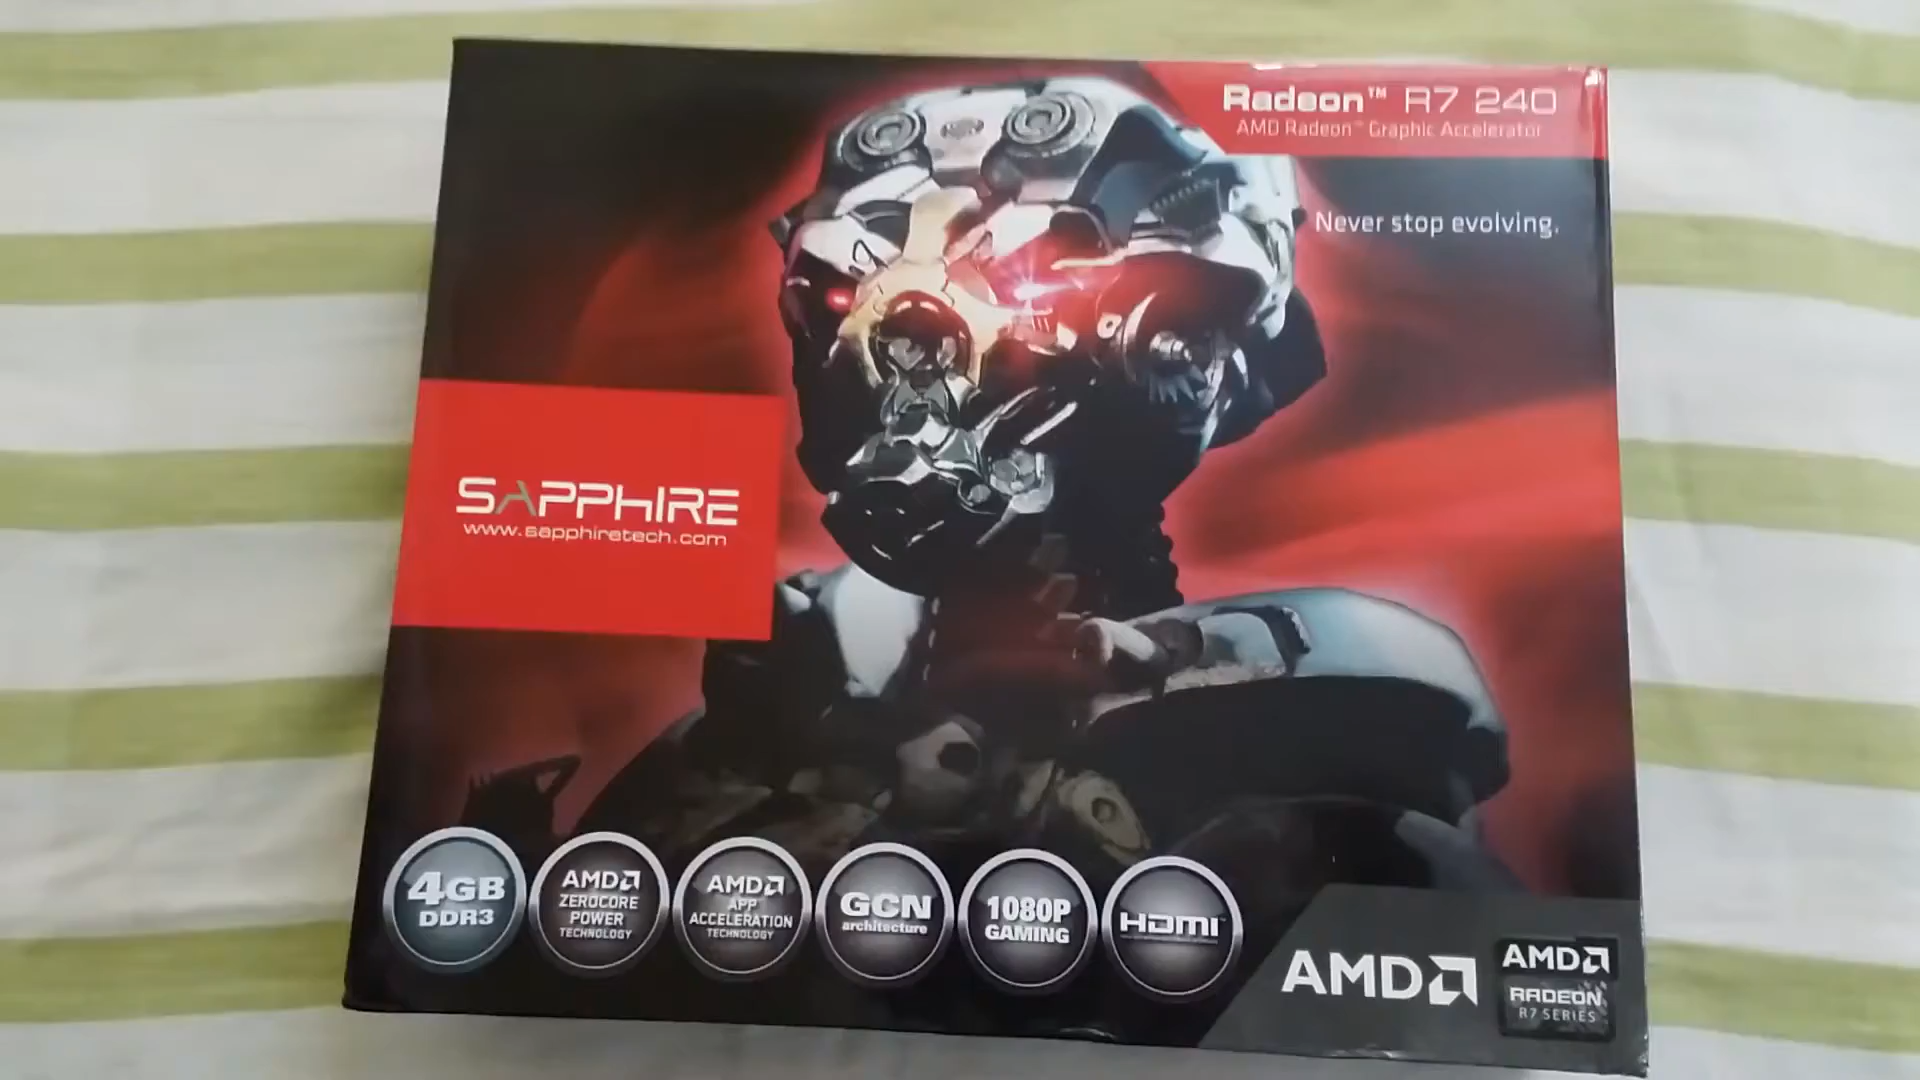 Radeon™ R7 240
AMD Radeon™ Graphic Accelerator
Never stop evolving.
SAPPHIRE
www.sapphiretech.com
4GB
DDR3
AMD
ZEROCORE
POWER
TECHNOLOGY
AMD
APP
ACCELERATION
TECHNOLOGY
GCN
architecture
1080P
GAMING
HDMI
AMD
AMD
RADEON
R7 SERIES